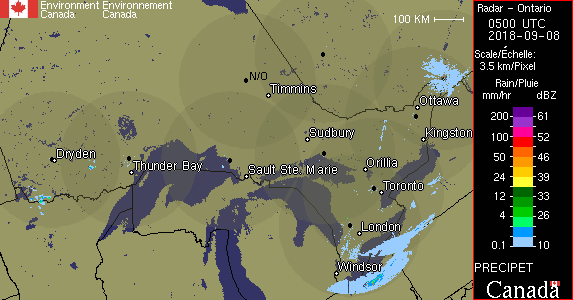 Environment Environnement
Canada Canada
100 KM
N/O
Timmins
Ottawa
Sudbury
Kingston
Dryden
Thunder Bay
Sault Ste. Marie
Orillia
Toronto
London
Windsor
Radar - Ontario
0500 UTC
2018-09-08
Scale/Échelle:
3.5 km/Pixel
Rain/Pluie
mm/hr dBZ
200 61
100 52
50 46
24 39
12 33
4 26
0.1 10
PRECIPET
Canada